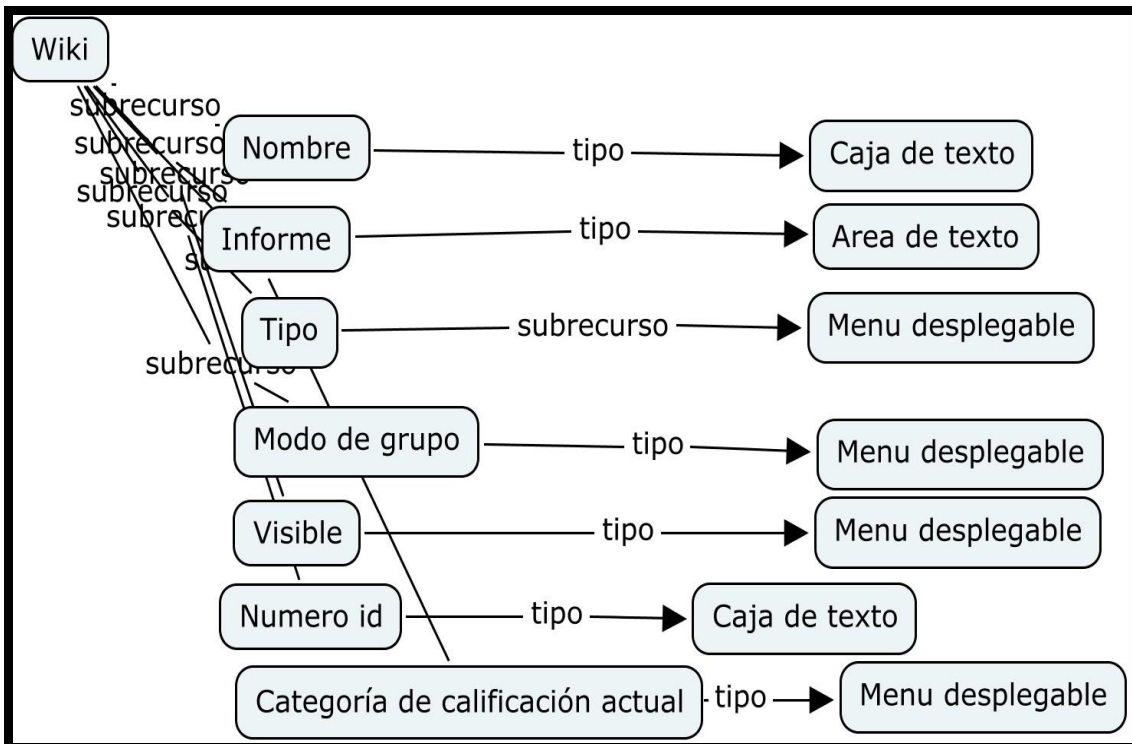 Wiki
subrecurso
subrecurso
subrecurso
subrecurso
Nombre
tipo
Caja de texto
Informe
tipo
Area de texto
Tipo
subrecurso
Menu desplegable
subrecurso
Modo de grupo
tipo
Menu desplegable
Visible
tipo
Menu desplegable
Numero id
tipo
Caja de texto
Categoría de calificación actual
tipo
Menu desplegable